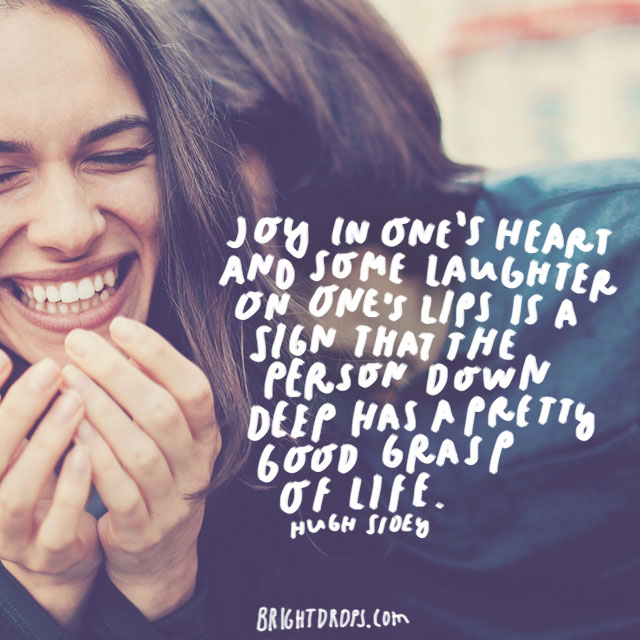 JOY IN ONE'S HEART
AND SOME LAUGHTER
ON ONE'S LIPS IS A
SIGN THAT THE
PERSON DOWN
DEEP HAS A PRETTY
GOOD GRASP
OF LIFE.
HUGH SIDEY
BRIGHTDROPS.COM